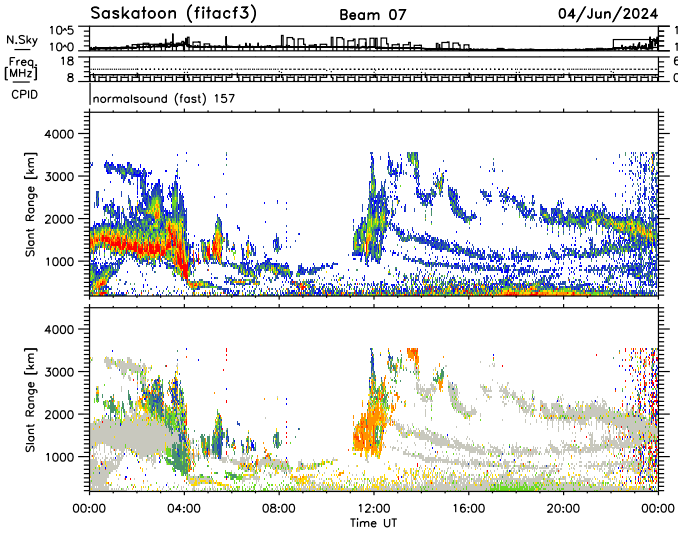 Saskatoon (fitacf3) Beam 07 04/Jun/2024
N.Sky 10^5 10^0
Freq. [MHz] 18 8
CPID normalsound (fast) 157
Slant Range [km] 4000 3000 2000 1000
Slant Range [km] 4000 3000 2000 1000
00:00 04:00 08:00 12:00 16:00 20:00 00:00
Time UT